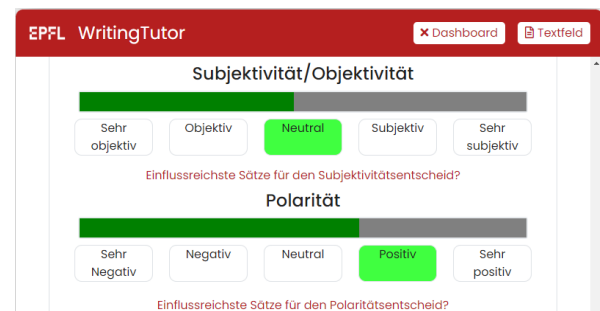 EPFL WritingTutor × Dashboard Textfeld
Subjektivität/Objektivität
Sehr objektiv Objektiv Neutral Subjektiv Sehr subjektiv
Einflussreichste Sätze für den Subjektivitätsentscheid?
Polarität
Sehr Negativ Negativ Neutral Positiv Sehr positiv
Einflussreichste Sätze für den Polaritätsentscheid?